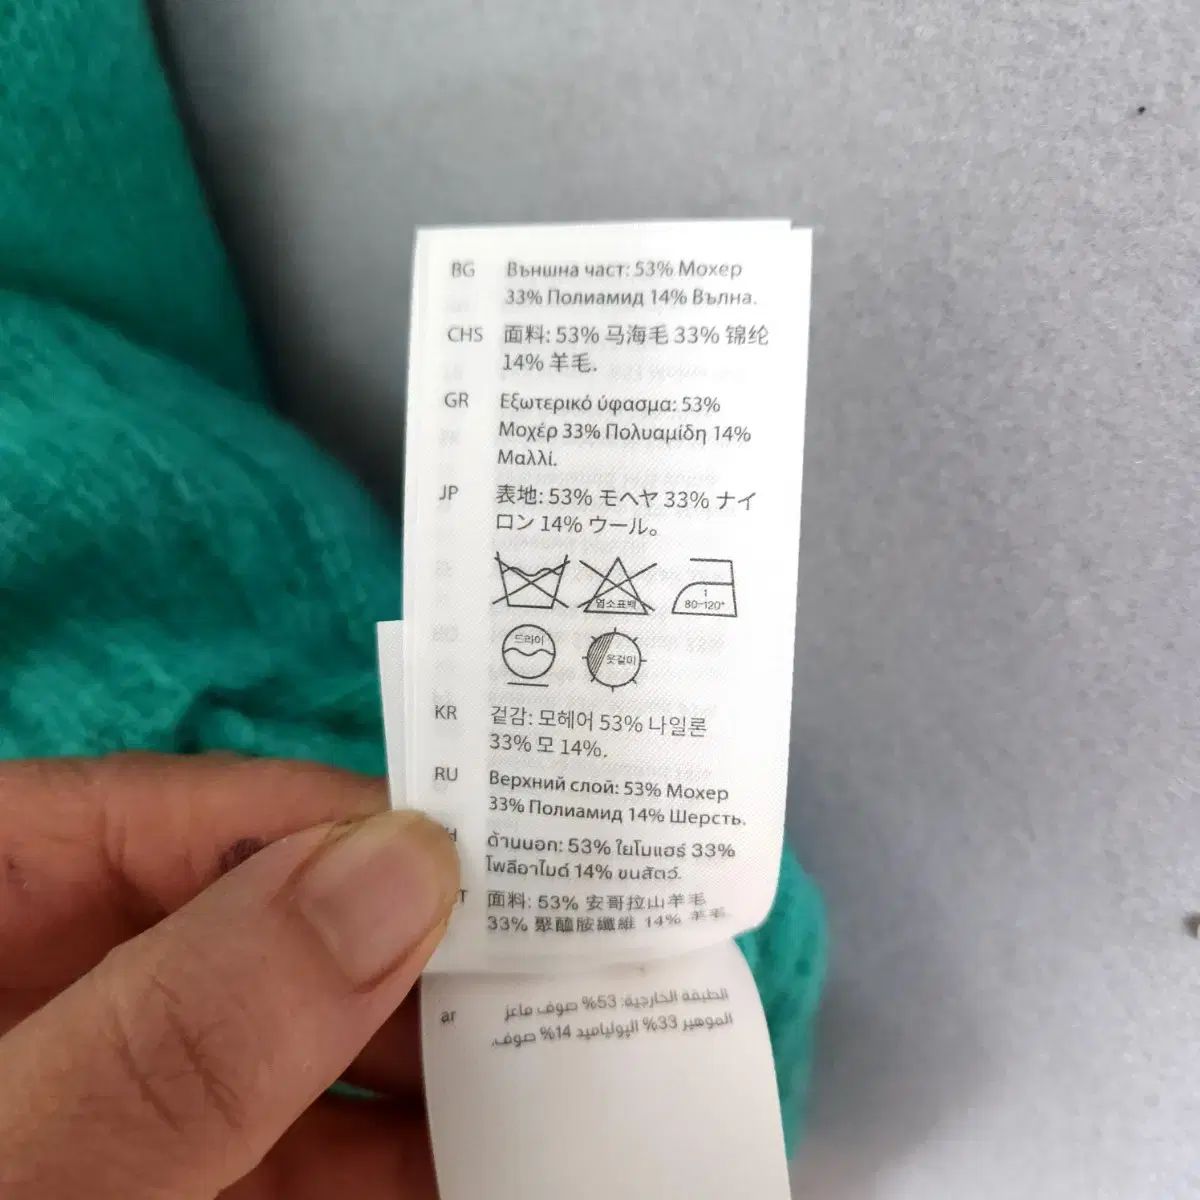 BG Външна част: 53% Мохер
33% Полиамид 14% Вълна.
CHS 面料: 53% 马海毛 33% 锦纶
14% 羊毛.
GR Εξωτερικό ύφασμα: 53%
Μοχέρ 33% Πολυαμίδη 14%
Μαλλί.
JP 表地: 53% モヘヤ 33% ナイ
ロン 14% ウール。
염소표백
1
80-120°
드라이
옷걸이
KR 겉감: 모헤어 53% 나일론
33% 모 14%.
RU Верхний слой: 53% Мохер
33% Полиамид 14% Шерсть.
H ด้านนอก: 53% ใยโมแฮร์ 33%
โพลีอาไมด์ 14% ขนสัตว์.
T 面料: 53% 安哥拉山羊毛
33% 聚醯胺纖維 14% 羊毛.
ar الطبقة الخارجية: 53% صوف ماعز
الموهير 33% البولياميد 14% صوف.